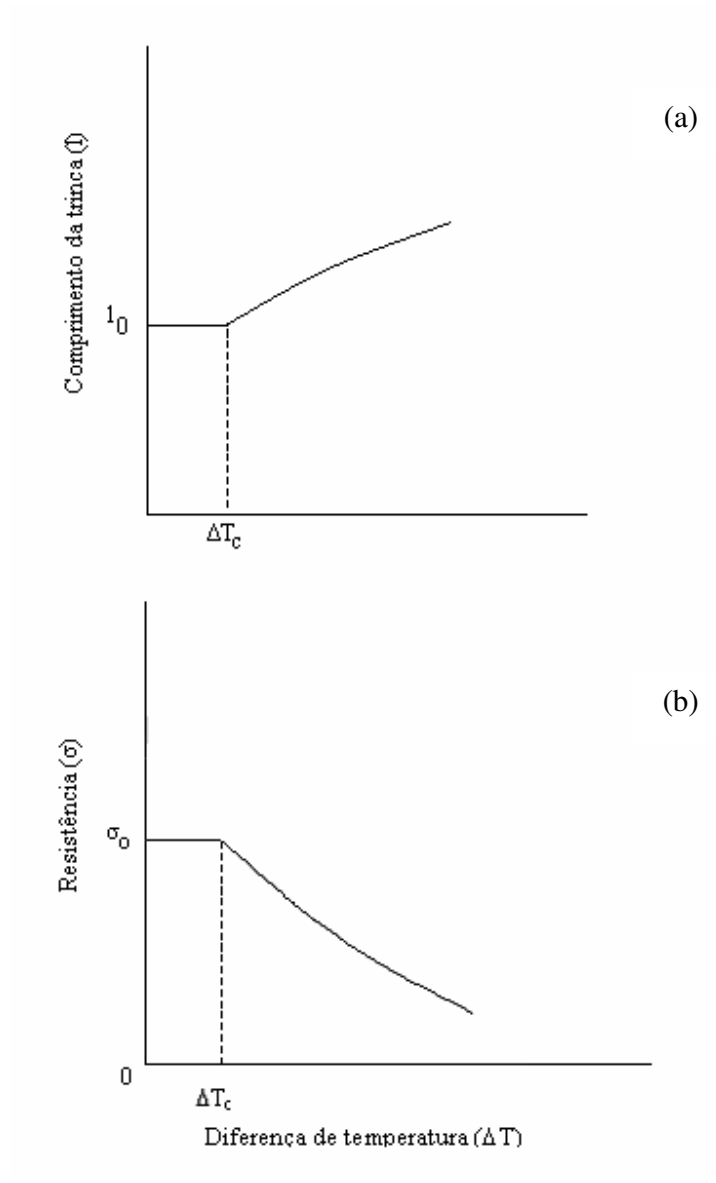 (a)
Comprimento da trinca (l)
l0
ΔTc
(b)
Resistência (σ)
σo
0
ΔTc
Diferença de temperatura (ΔT)